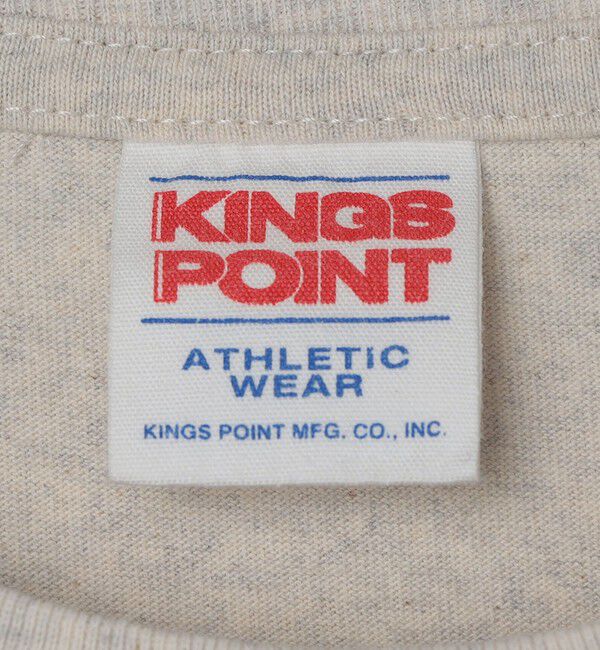 KINGS
POINT
ATHLETIC
WEAR
KINGS POINT MFG. CO., INC.